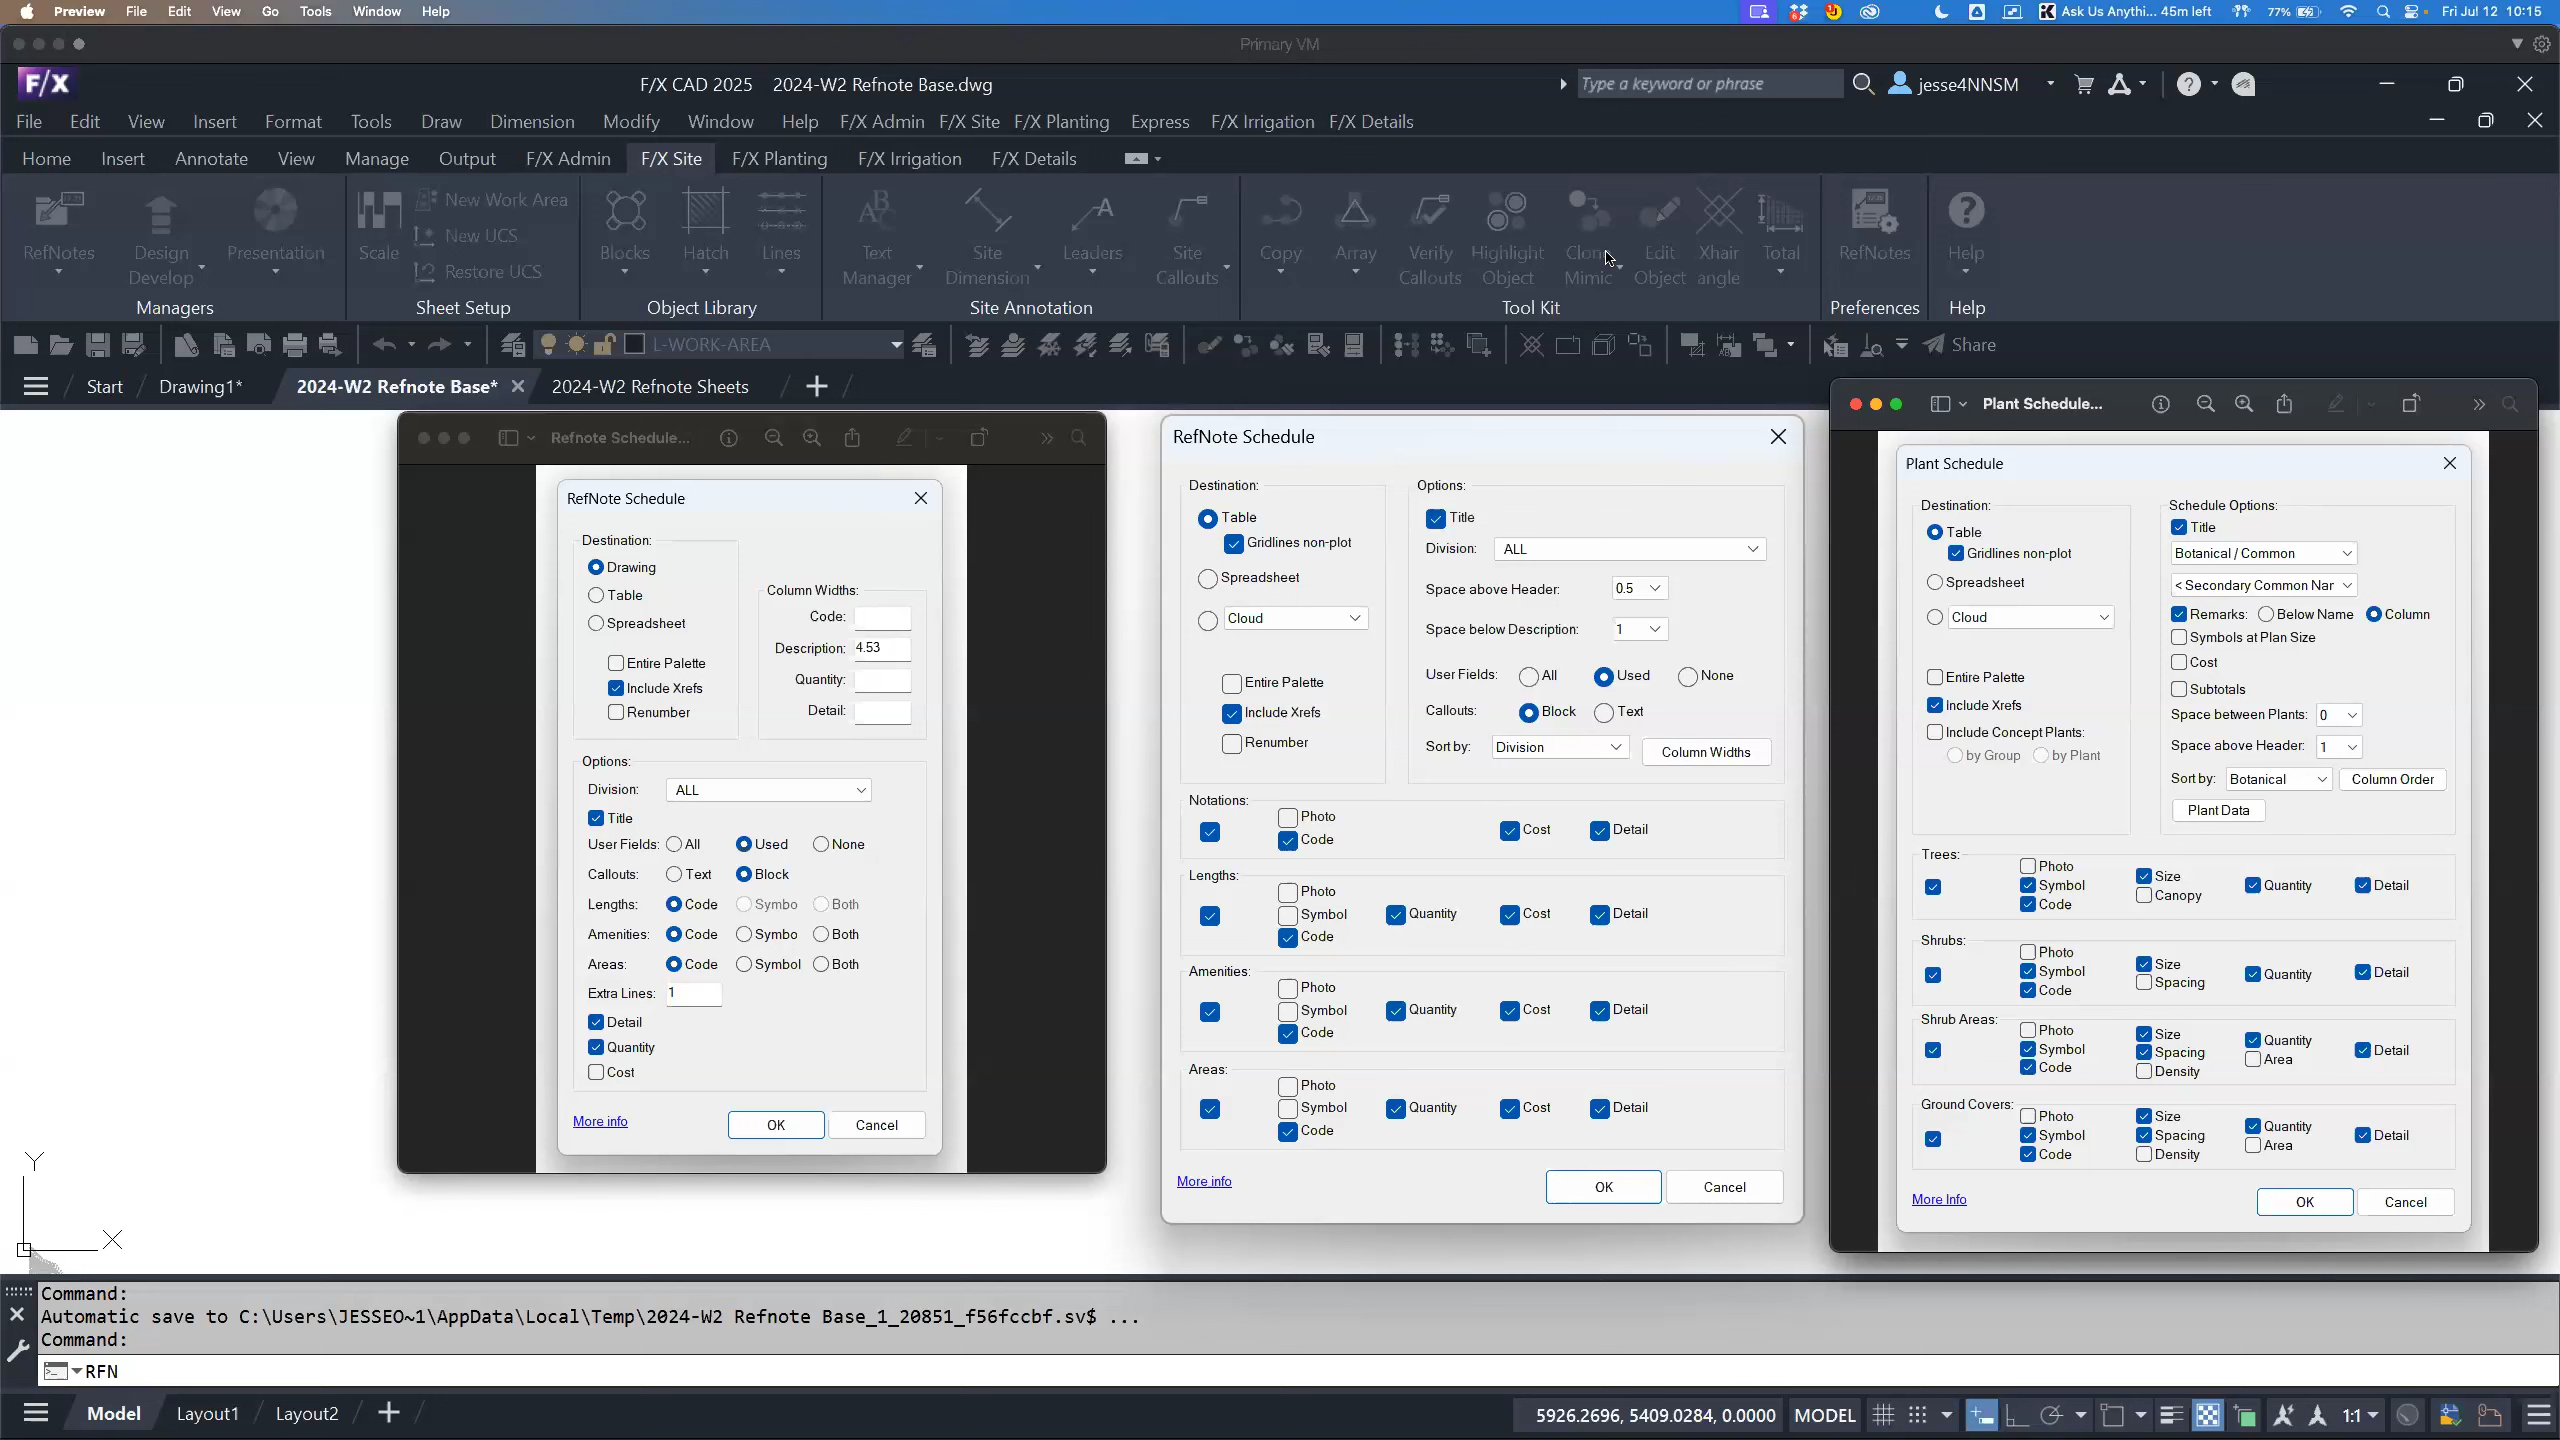 Preview File Edit View Go Tools Window Help
Ask Us Anythi... 45m left 77% Fri Jul 12 10:15
Primary VM
F/X F/X CAD 2025 2024-W2 Refnote Base.dwg Type a keyword or phrase jesse4NNSM
File Edit View Insert Format Tools Draw Dimension Modify Window Help F/X Admin F/X Site F/X Planting Express F/X Irrigation F/X Details
Home Insert Annotate View Manage Output F/X Admin F/X Site F/X Planting F/X Irrigation F/X Details
RefNotes
Design Develop
Presentation
Managers
Scale
New Work Area
New UCS
Restore UCS
Sheet Setup
Blocks
Hatch
Lines
Object Library
Text Manager
Site Dimension
Leaders
Site Callouts
Site Annotation
Copy
Array
Verify Callouts
Highlight Object
Mimic
Edit Object
Xhair angle
Total
Tool Kit
RefNotes
Preferences
Help
Help
L-WORK-AREA
Share
Start Drawing1* 2024-W2 Refnote Base* 2024-W2 Refnote Sheets
Refnote Schedule...
RefNote Schedule
Destination:
Drawing
Table
Spreadsheet
Entire Palette
Include Xrefs
Renumber
Column Widths:
Code:
Description: 4.53
Quantity:
Detail:
Options:
Division: ALL
Title
User Fields: All Used None
Callouts: Text Block
Lengths: Code Symbo Both
Amenities: Code Symbo Both
Areas: Code Symbol Both
Extra Lines: 1
Detail
Quantity
Cost
More info OK Cancel
RefNote Schedule
Destination:
Table
Gridlines non-plot
Spreadsheet
Cloud
Entire Palette
Include Xrefs
Renumber
Options:
Title
Division: ALL
Space above Header: 0.5
Space below Description: 1
User Fields: All Used None
Callouts: Block Text
Sort by: Division Column Widths
Notations:
Photo
Code
Cost Detail
Lengths:
Photo
Symbol Quantity Cost Detail
Code
Amenities:
Photo
Symbol Quantity Cost Detail
Code
Areas:
Photo
Symbol Quantity Cost Detail
Code
More info OK Cancel
Plant Schedule...
Plant Schedule
Destination:
Table
Gridlines non-plot
Spreadsheet
Cloud
Entire Palette
Include Xrefs
Include Concept Plants:
by Group by Plant
Schedule Options:
Title
Botanical / Common
< Secondary Common Nar
Remarks: Below Name Column
Symbols at Plan Size
Cost
Subtotals
Space between Plants: 0
Space above Header: 1
Sort by: Botanical Column Order
Plant Data
Trees:
Photo
Symbol
Code
Size
Canopy
Quantity
Detail
Shrubs:
Photo
Symbol
Code
Size
Spacing
Quantity
Detail
Shrub Areas:
Photo
Symbol
Code
Size
Spacing
Density
Quantity
Area
Detail
Ground Covers:
Photo
Symbol
Code
Size
Spacing
Density
Quantity
Area
Detail
More Info OK Cancel
Y
X
Command:
Automatic save to C:\Users\JESSEO~1\AppData\Local\Temp\2024-W2 Refnote Base_1_20851_f56fccbf.sv$ ...
Command:
RFN
Model Layout1 Layout2
5926.2696, 5409.0284, 0.0000 MODEL 1:1